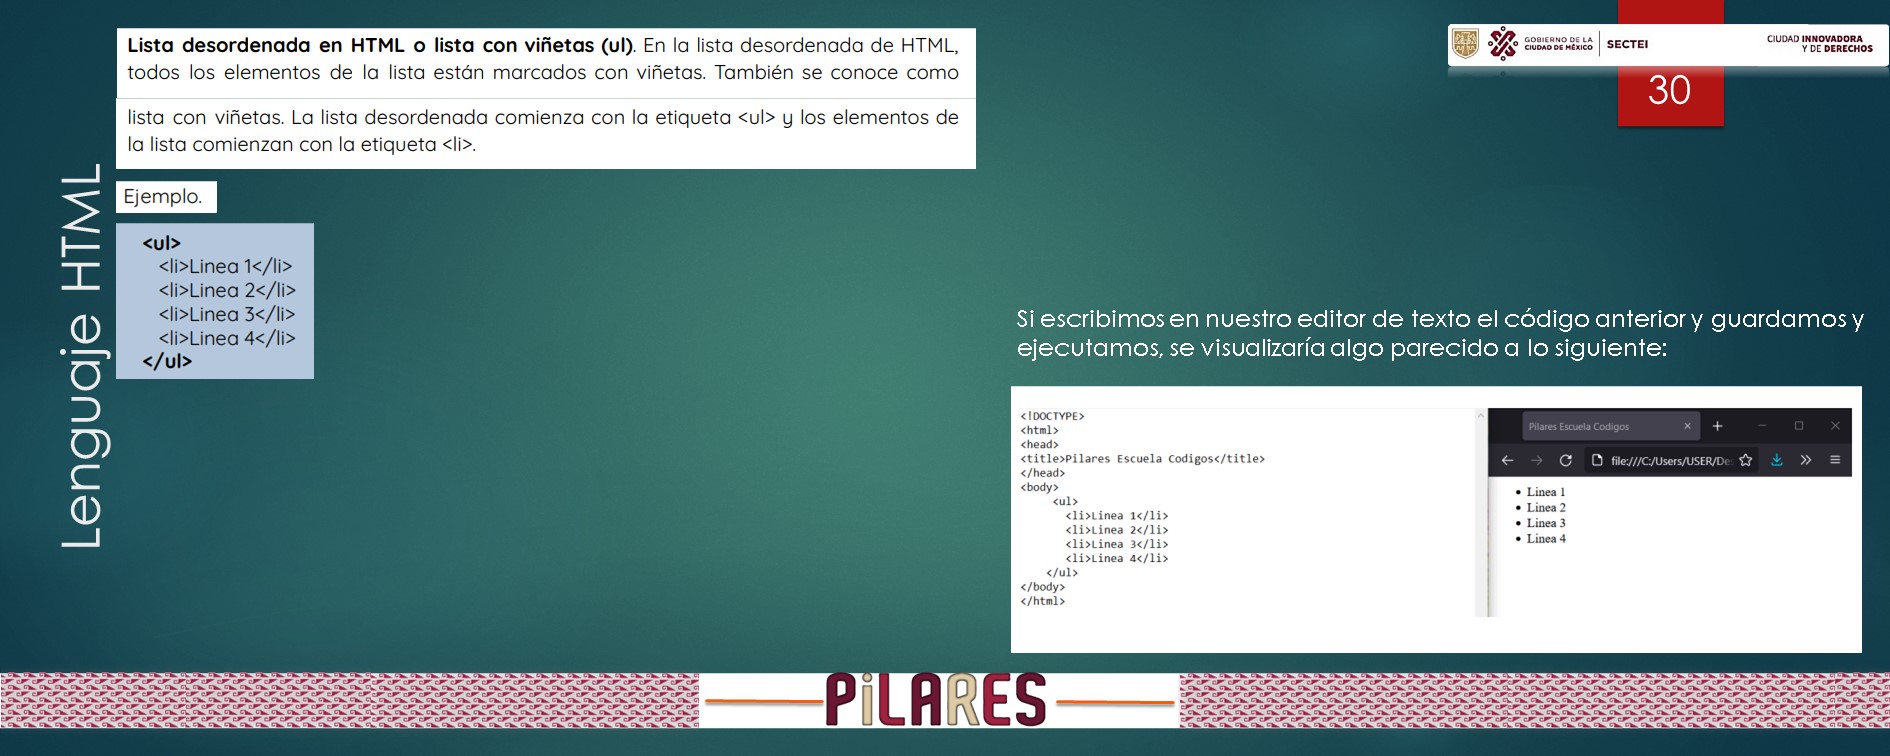 Lista desordenada en HTML o lista con viñetas (ul). En la lista desordenada de HTML,
todos los elementos de la lista están marcados con viñetas. También se conoce como
lista con viñetas. La lista desordenada comienza con la etiqueta <ul> y los elementos de
la lista comienzan con la etiqueta <li>.
GOBIERNO DE LA
CIUDAD DE MÉXICO
SECTEI
CIUDAD INNOVADORA
Y DE DERECHOS
30
Lenguaje HTML
Ejemplo.
<ul>
<li>Linea 1</li>
<li>Linea 2</li>
<li>Linea 3</li>
<li>Linea 4</li>
</ul>
Si escribimos en nuestro editor de texto el código anterior y guardamos y
ejecutamos, se visualizaría algo parecido a lo siguiente:
<!DOCTYPE>
<html>
<head>
<title>Pilares Escuela Codigos</title>
</head>
<body>
<ul>
<li>Linea 1</li>
<li>Linea 2</li>
<li>Linea 3</li>
<li>Linea 4</li>
</ul>
</body>
</html>
Pilares Escuela Codigos
file:///C:/Users/USER/De
Linea 1
Linea 2
Linea 3
Linea 4
PiLARES